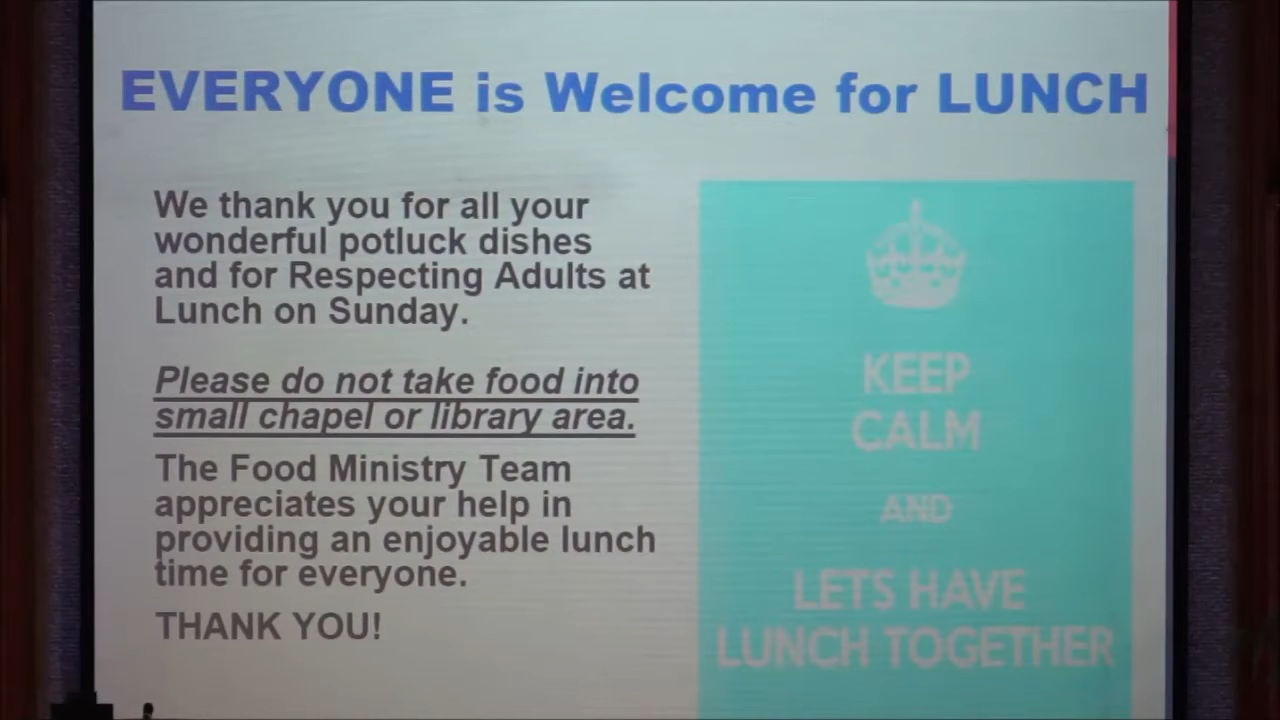 EVERYONE is Welcome for LUNCH
We thank you for all your
wonderful potluck dishes
and for Respecting Adults at
Lunch on Sunday.
Please do not take food into
small chapel or library area.
The Food Ministry Team
appreciates your help in
providing an enjoyable lunch
time for everyone.
THANK YOU!
KEEP
CALM
AND
LETS HAVE
LUNCH TOGETHER